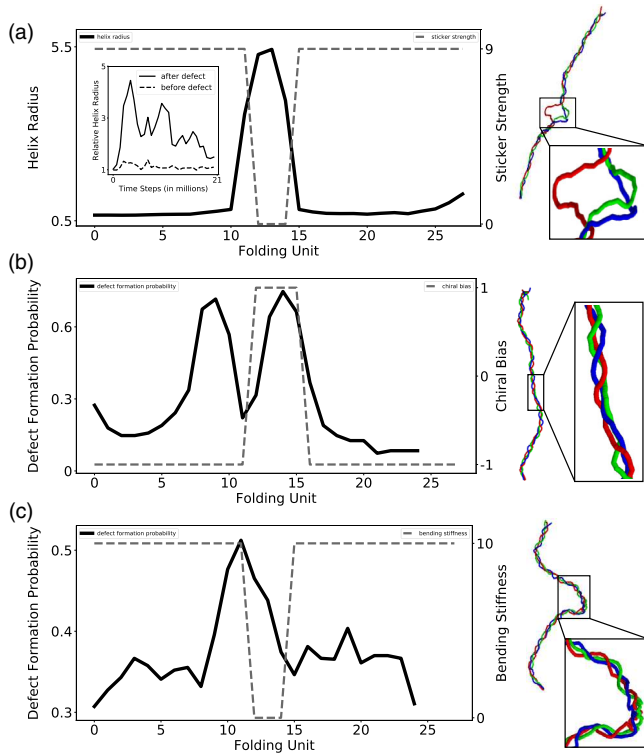 (a)
helix radius
sticker strength
5.5
0.5
Helix Radius
9
0
Sticker Strength
after defect
before defect
5
3
1
Relative Helix Radius
0
21
Time Steps (in millions)
0 5 10 15 20 25
Folding Unit
(b)
defect formation probability
chiral bias
0.6
0.3
0
Defect Formation Probability
1
0
-1
Chiral Bias
0 5 10 15 20 25
Folding Unit
(c)
defect formation probability
bending stiffness
0.5
0.4
0.3
Defect Formation Probability
10
0
Bending Stiffness
0 5 10 15 20 25
Folding Unit